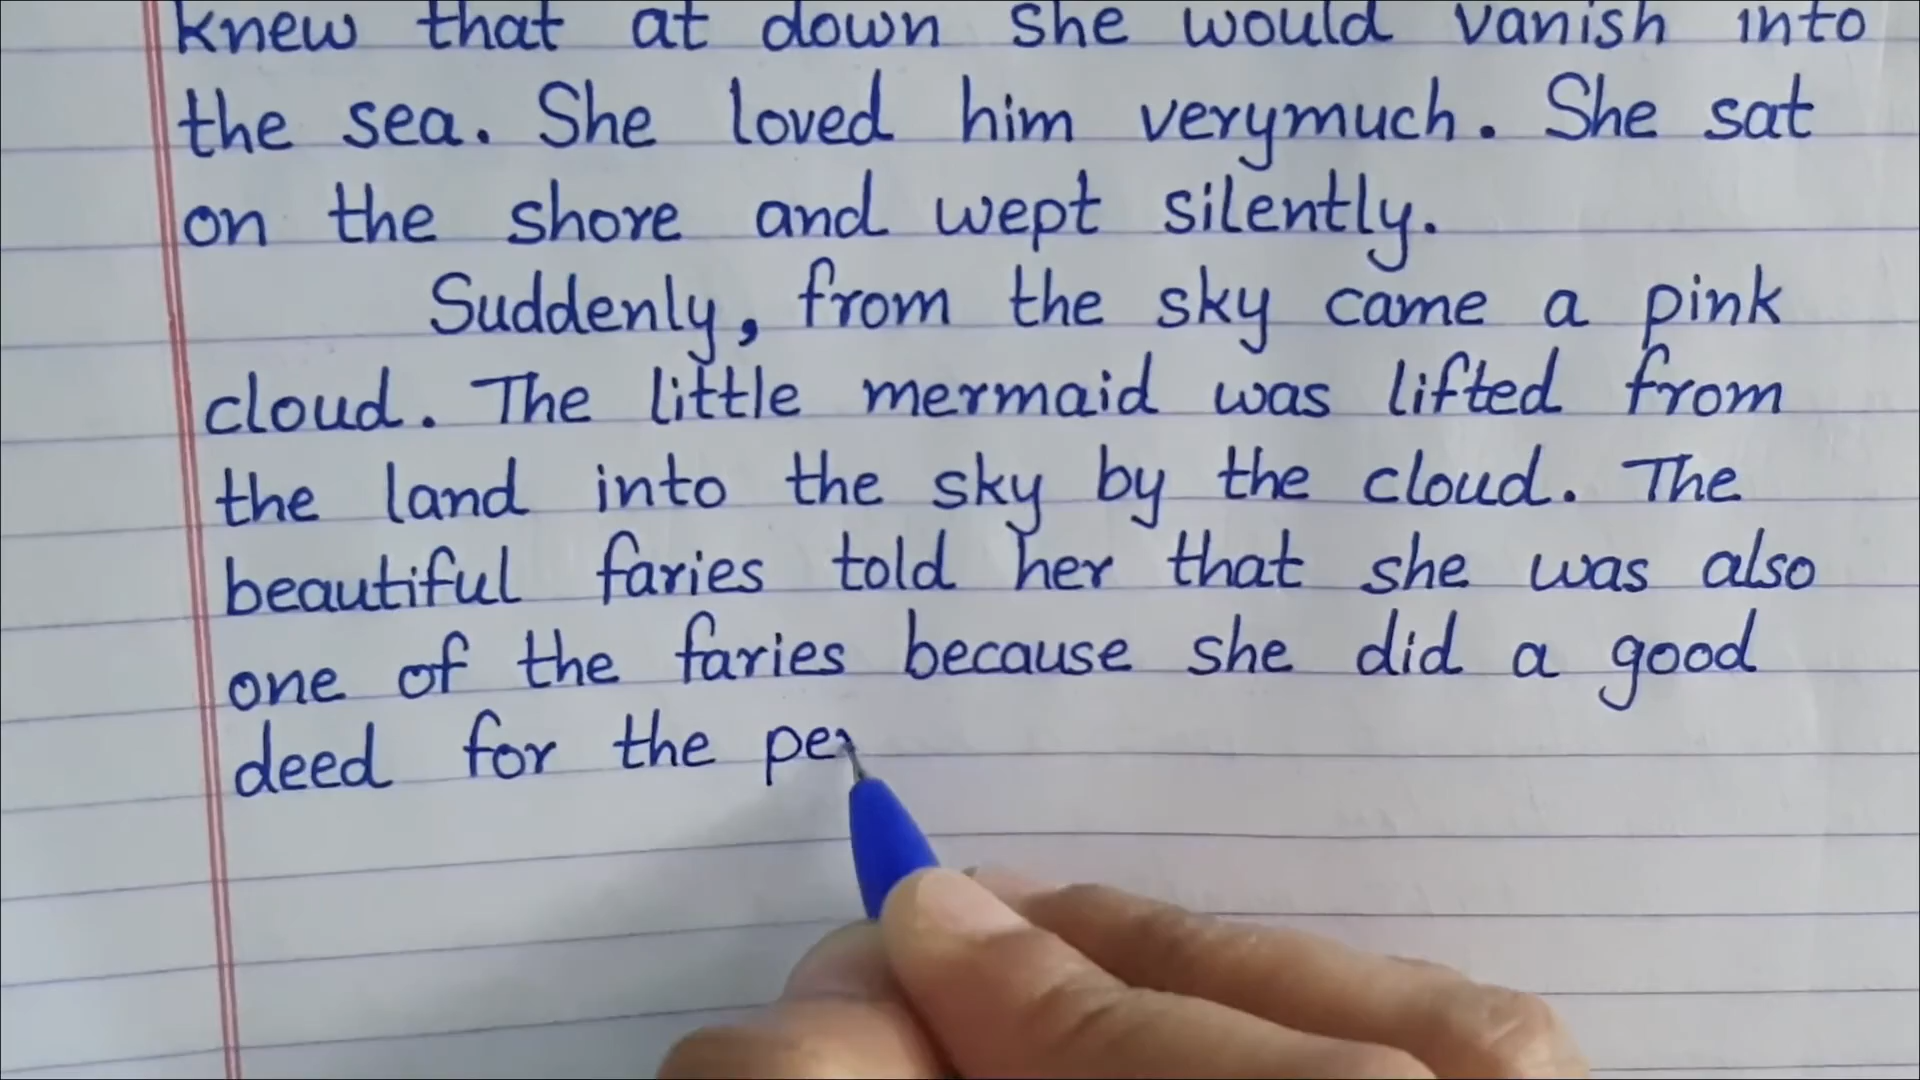 knew that at down she would vanish into
the sea. She loved him verymuch. She sat
on the shore and wept silently.
Suddenly, from the sky came a pink
cloud. The little mermaid was lifted from
the land into the sky by the cloud. The
beautiful faries told her that she was also
one of the faries because she did a good
deed for the